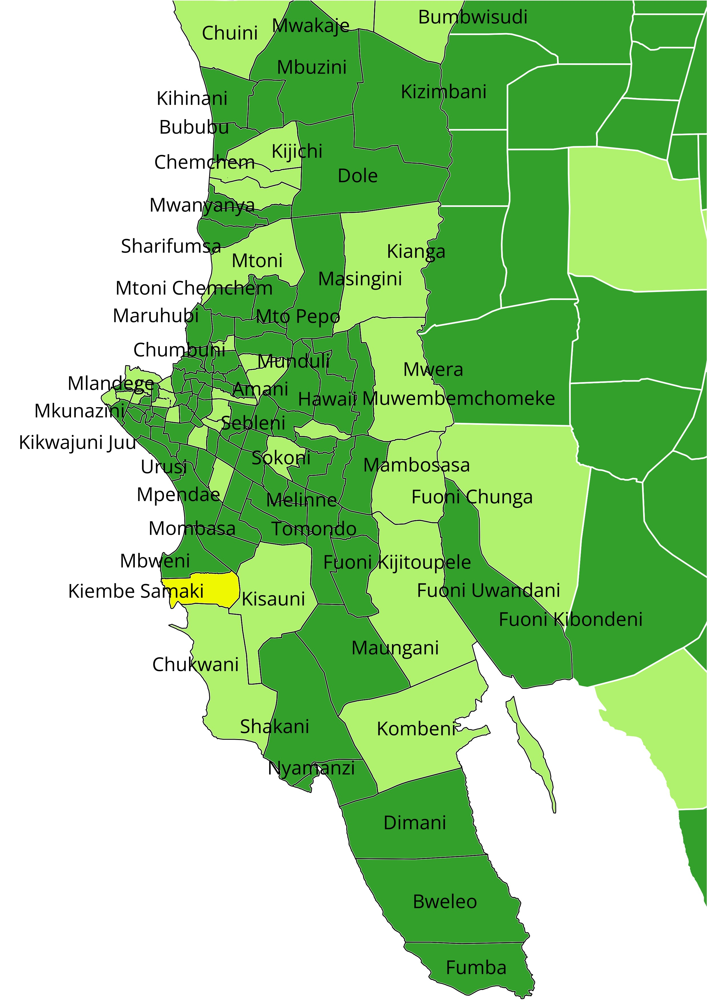 Bumbwisudi
Mwakaje
Chuini
Mbuzini
Kizimbani
Kihinani
Bububu
Kijichi
Chemchem
Dole
Mwanyanya
Sharifumsa
Kianga
Mtoni
Masingini
Mtoni Chemchem
Maruhubi
Mto Pepo
Chumbuni
Munduli
Mwera
Mlandege
Amani
Hawaii
Muwembemchomeke
Mkunazini
Sebleni
Kikwajuni Juu
Sokoni
Mambosasa
Urusi
Mpendae
Melinne
Fuoni Chunga
Mombasa
Tomondo
Mbweni
Fuoni Kijitoupele
Kiembe Samaki
Fuoni Uwandani
Kisauni
Fuoni Kibondeni
Maungani
Chukwani
Shakani
Kombeni
Nyamanzi
Dimani
Bweleo
Fumba